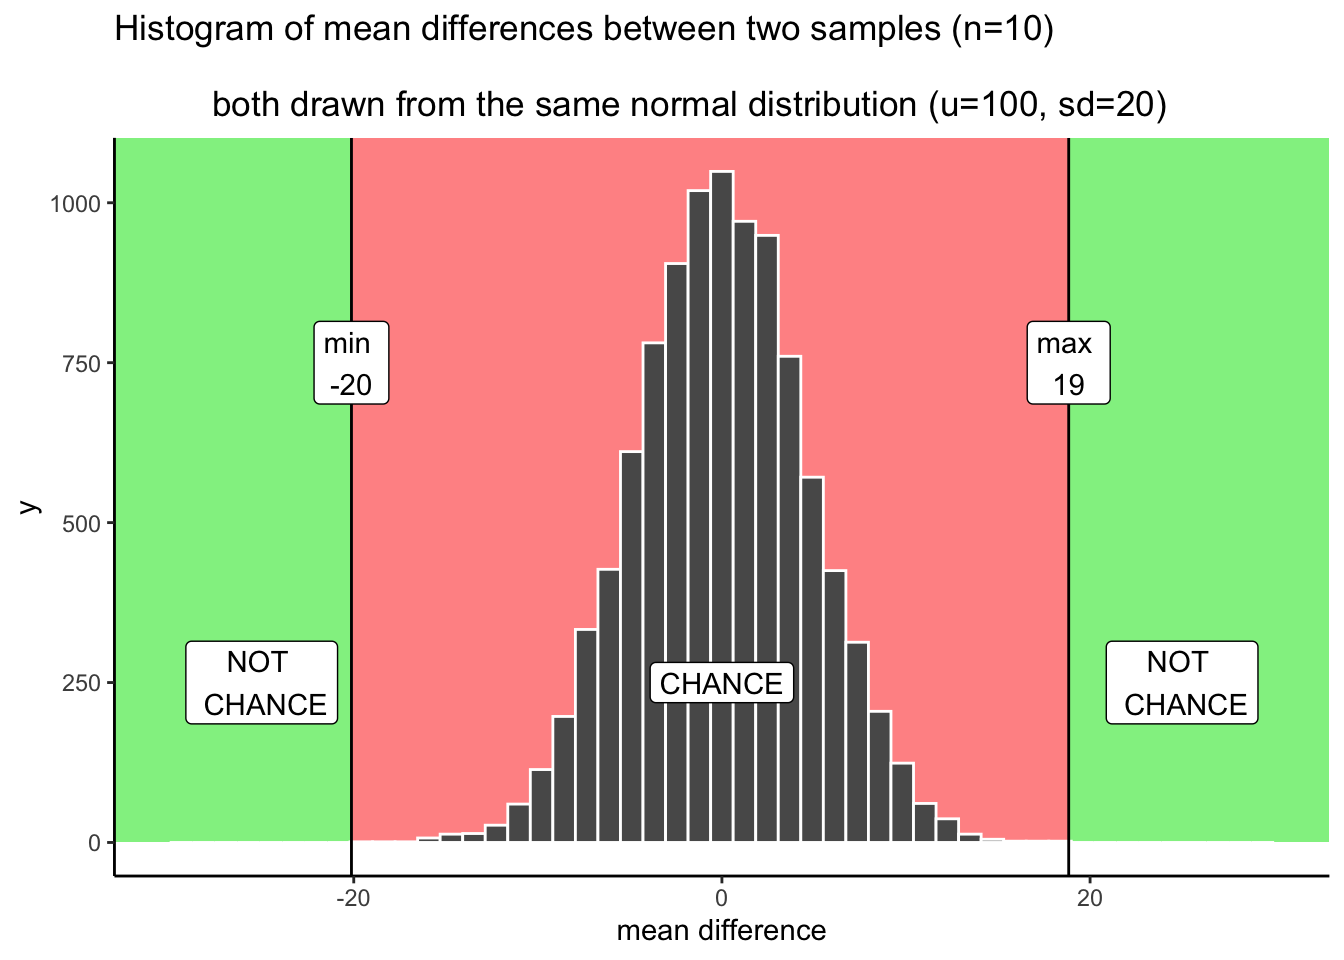 Histogram of mean differences between two samples (n=10)
both drawn from the same normal distribution (u=100, sd=20)
1000
750
500
250
0
y
min
-20
max
19
NOT
CHANCE
CHANCE
NOT
CHANCE
-20
0
20
mean difference